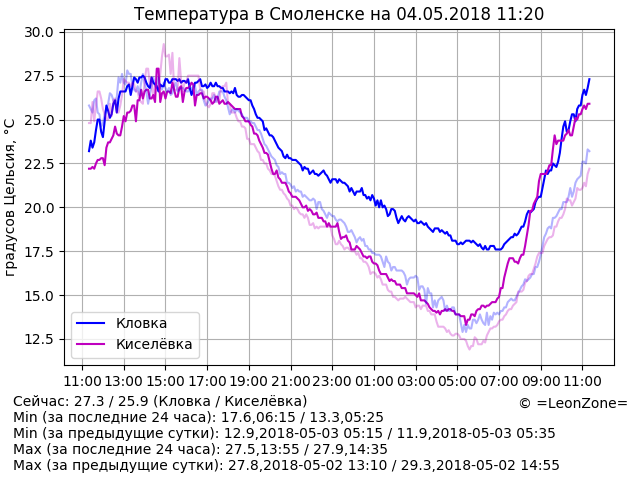 Температура в Смоленске на 04.05.2018 11:20
градусов Цельсия, °C
30.0
27.5
25.0
22.5
20.0
17.5
15.0
12.5
Кловка
Киселёвка
11:00 13:00 15:00 17:00 19:00 21:00 23:00 01:00 03:00 05:00 07:00 09:00 11:00
Сейчас: 27.3 / 25.9 (Кловка / Киселёвка)
© =LeonZone=
Min (за последние 24 часа): 17.6,06:15 / 13.3,05:25
Min (за предыдущие сутки): 12.9,2018-05-03 05:15 / 11.9,2018-05-03 05:35
Max (за последние 24 часа): 27.5,13:55 / 27.9,14:35
Max (за предыдущие сутки): 27.8,2018-05-02 13:10 / 29.3,2018-05-02 14:55